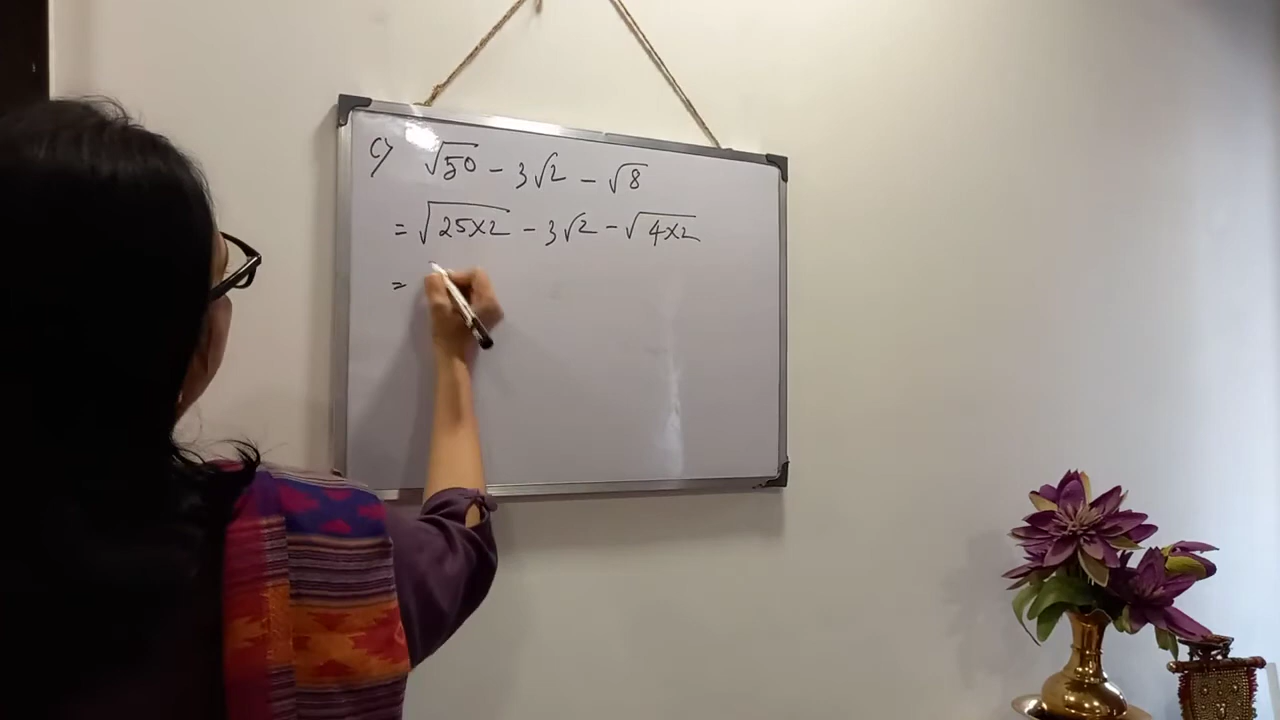 c) √50 - 3√2 - √8
= √25×2 - 3√2 - √4×2
=